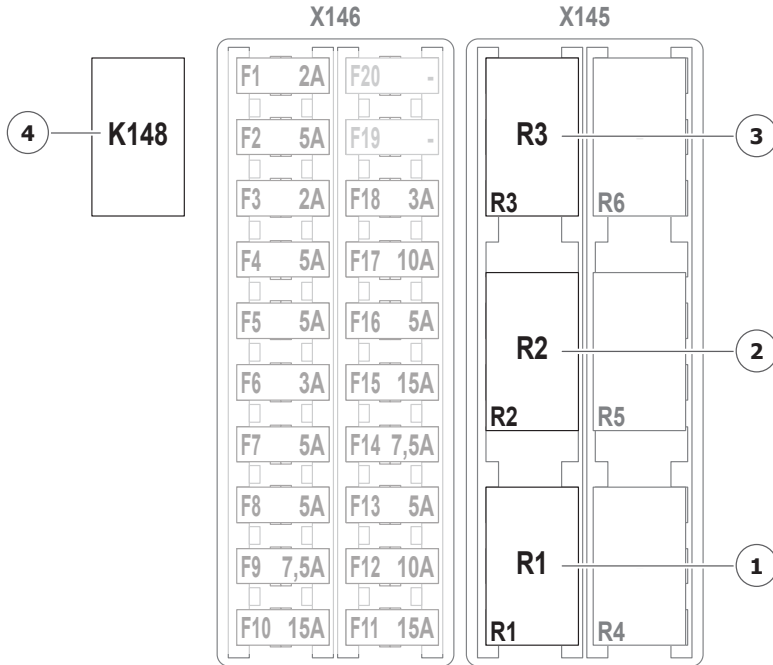 X146 X145
F1 2A F20 -
F2 5A F19 -
4 K148 R3 3
F3 2A F18 3A R3 R6
F4 5A F17 10A
F5 5A F16 5A
R2 2
F6 3A F15 15A R2 R5
F7 5A F14 7,5A
F8 5A F13 5A
F9 7,5A F12 10A R1 1
F10 15A F11 15A R1 R4